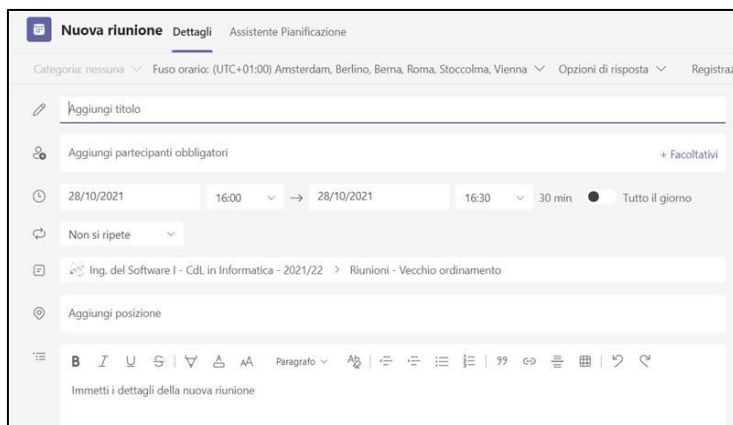 Nuova riunione Dettagli Assistente Pianificazione
Categoria: nessuna Fuso orario: (UTC+01:00) Amsterdam, Berlino, Berna, Roma, Stoccolma, Vienna Opzioni di risposta Registraz
Aggiungi titolo
Aggiungi partecipanti obbligatori + Facoltativi
28/10/2021 16:00 → 28/10/2021 16:30 30 min Tutto il giorno
Non si ripete
Ing. del Software I - CdL in Informatica - 2021/22 > Riunioni - Vecchio ordinamento
Aggiungi posizione
B I U S A AA Paragrafo Ab
Immetti i dettagli della nuova riunione